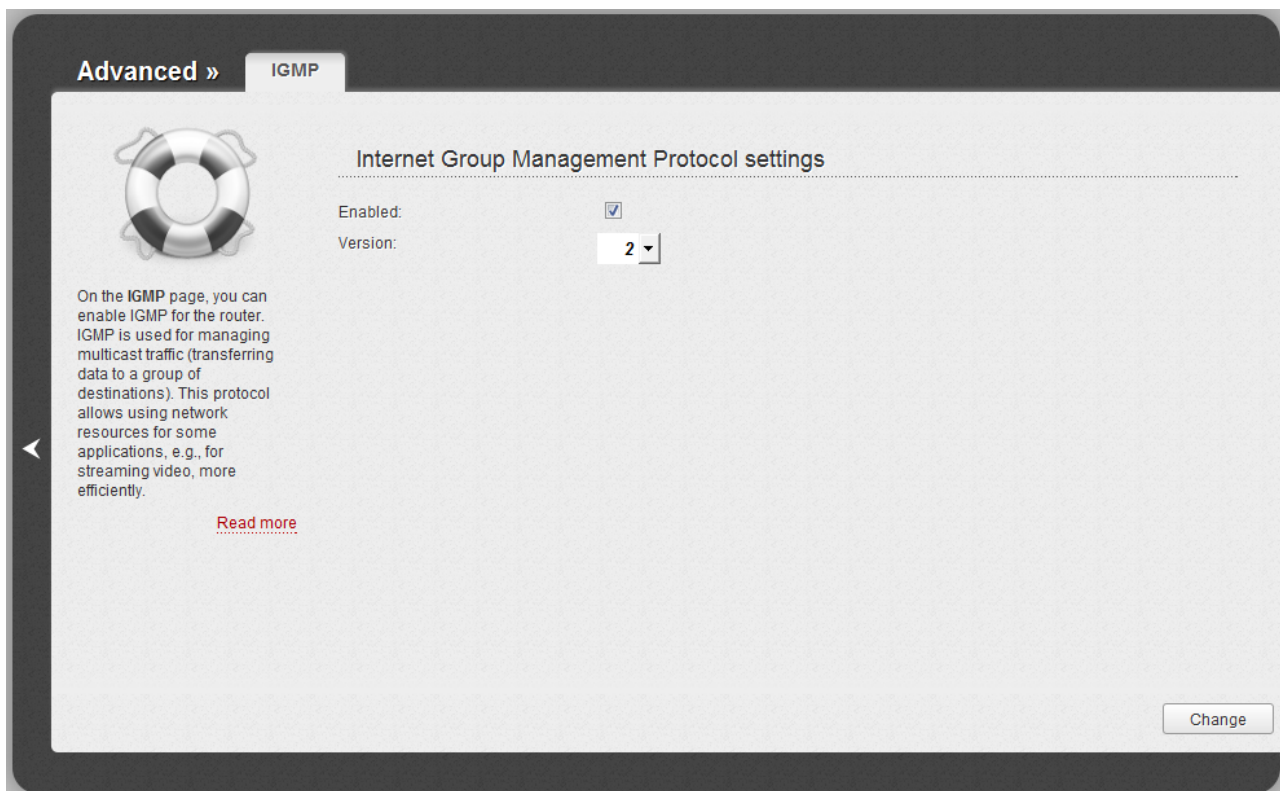 Advanced »
IGMP
Internet Group Management Protocol settings
Enabled:
Version:
2
On the IGMP page, you can
enable IGMP for the router.
IGMP is used for managing
multicast traffic (transferring
data to a group of
destinations). This protocol
allows using network
resources for some
applications, e.g., for
streaming video, more
efficiently.
Read more
Change